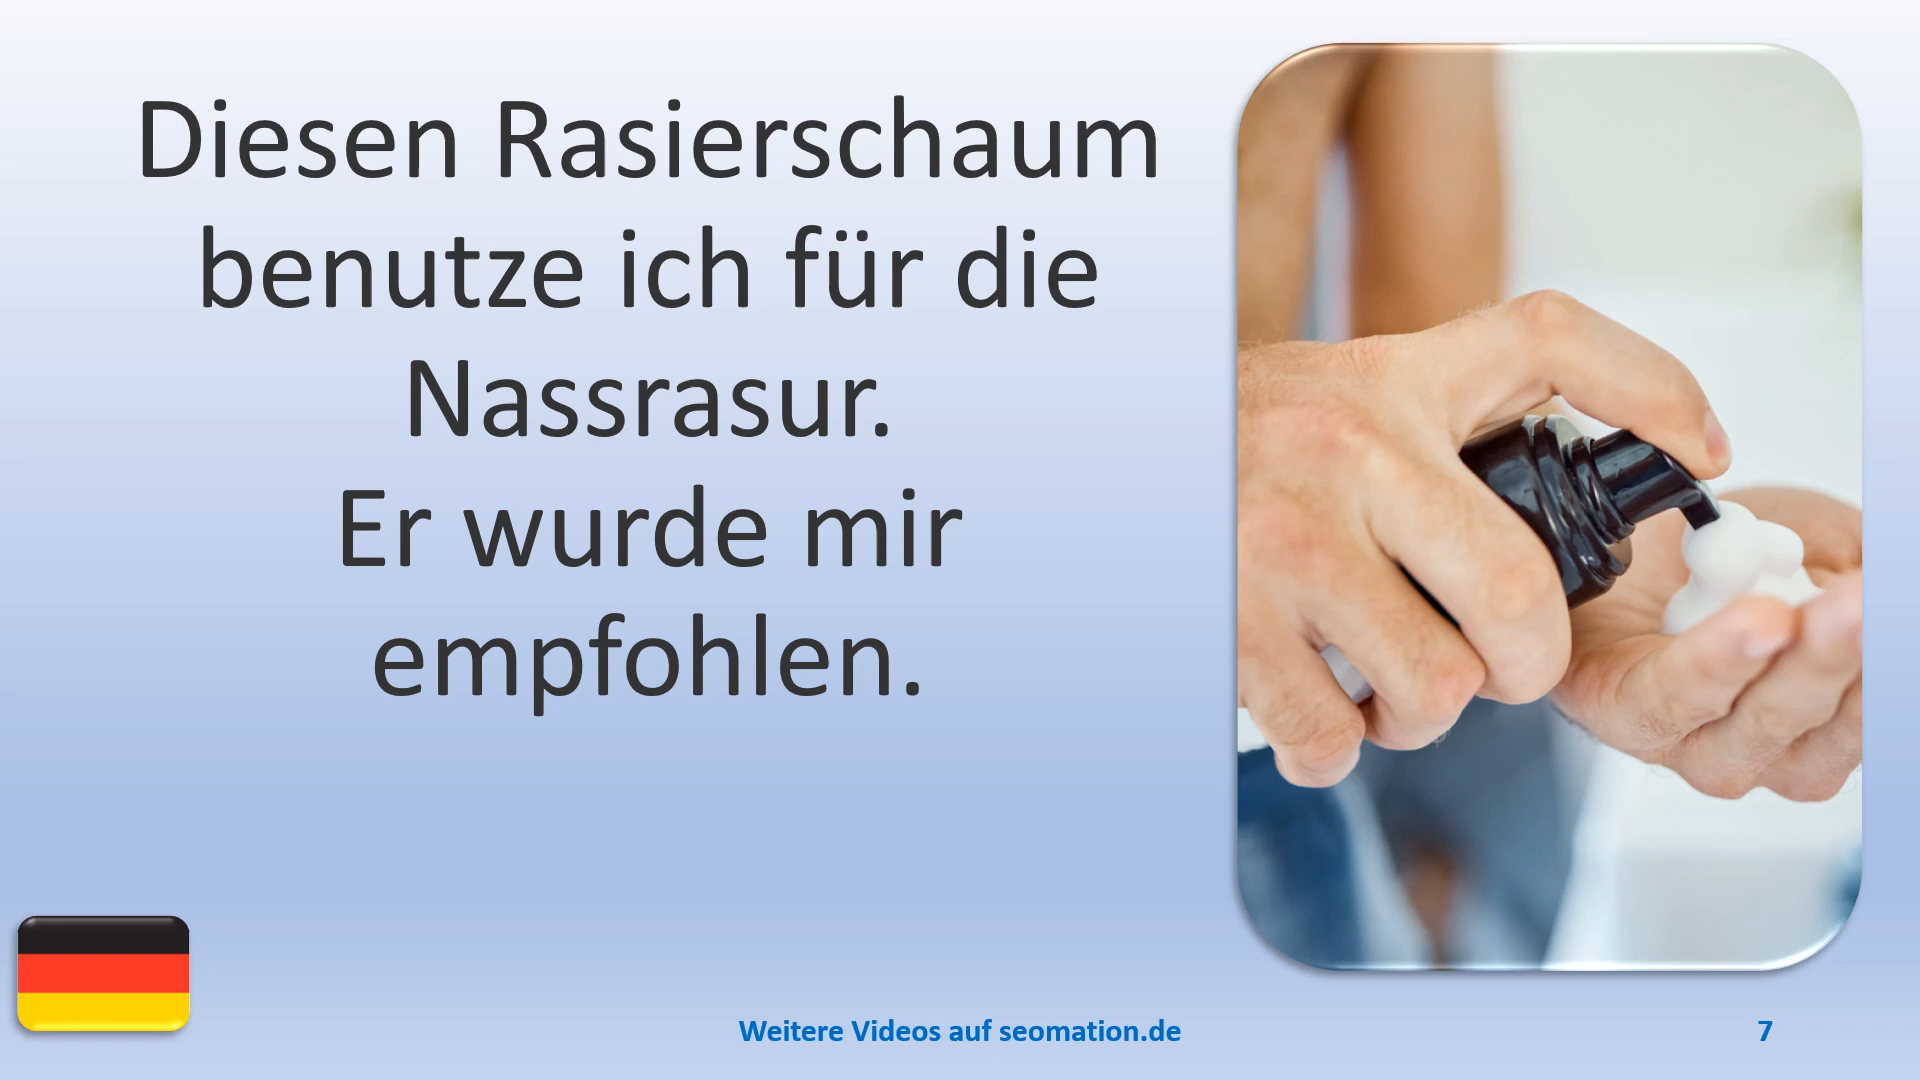 Diesen Rasierschaum
benutze ich für die
Nassrasur.
Er wurde mir
empfohlen.
Weitere Videos auf seomation.de
7